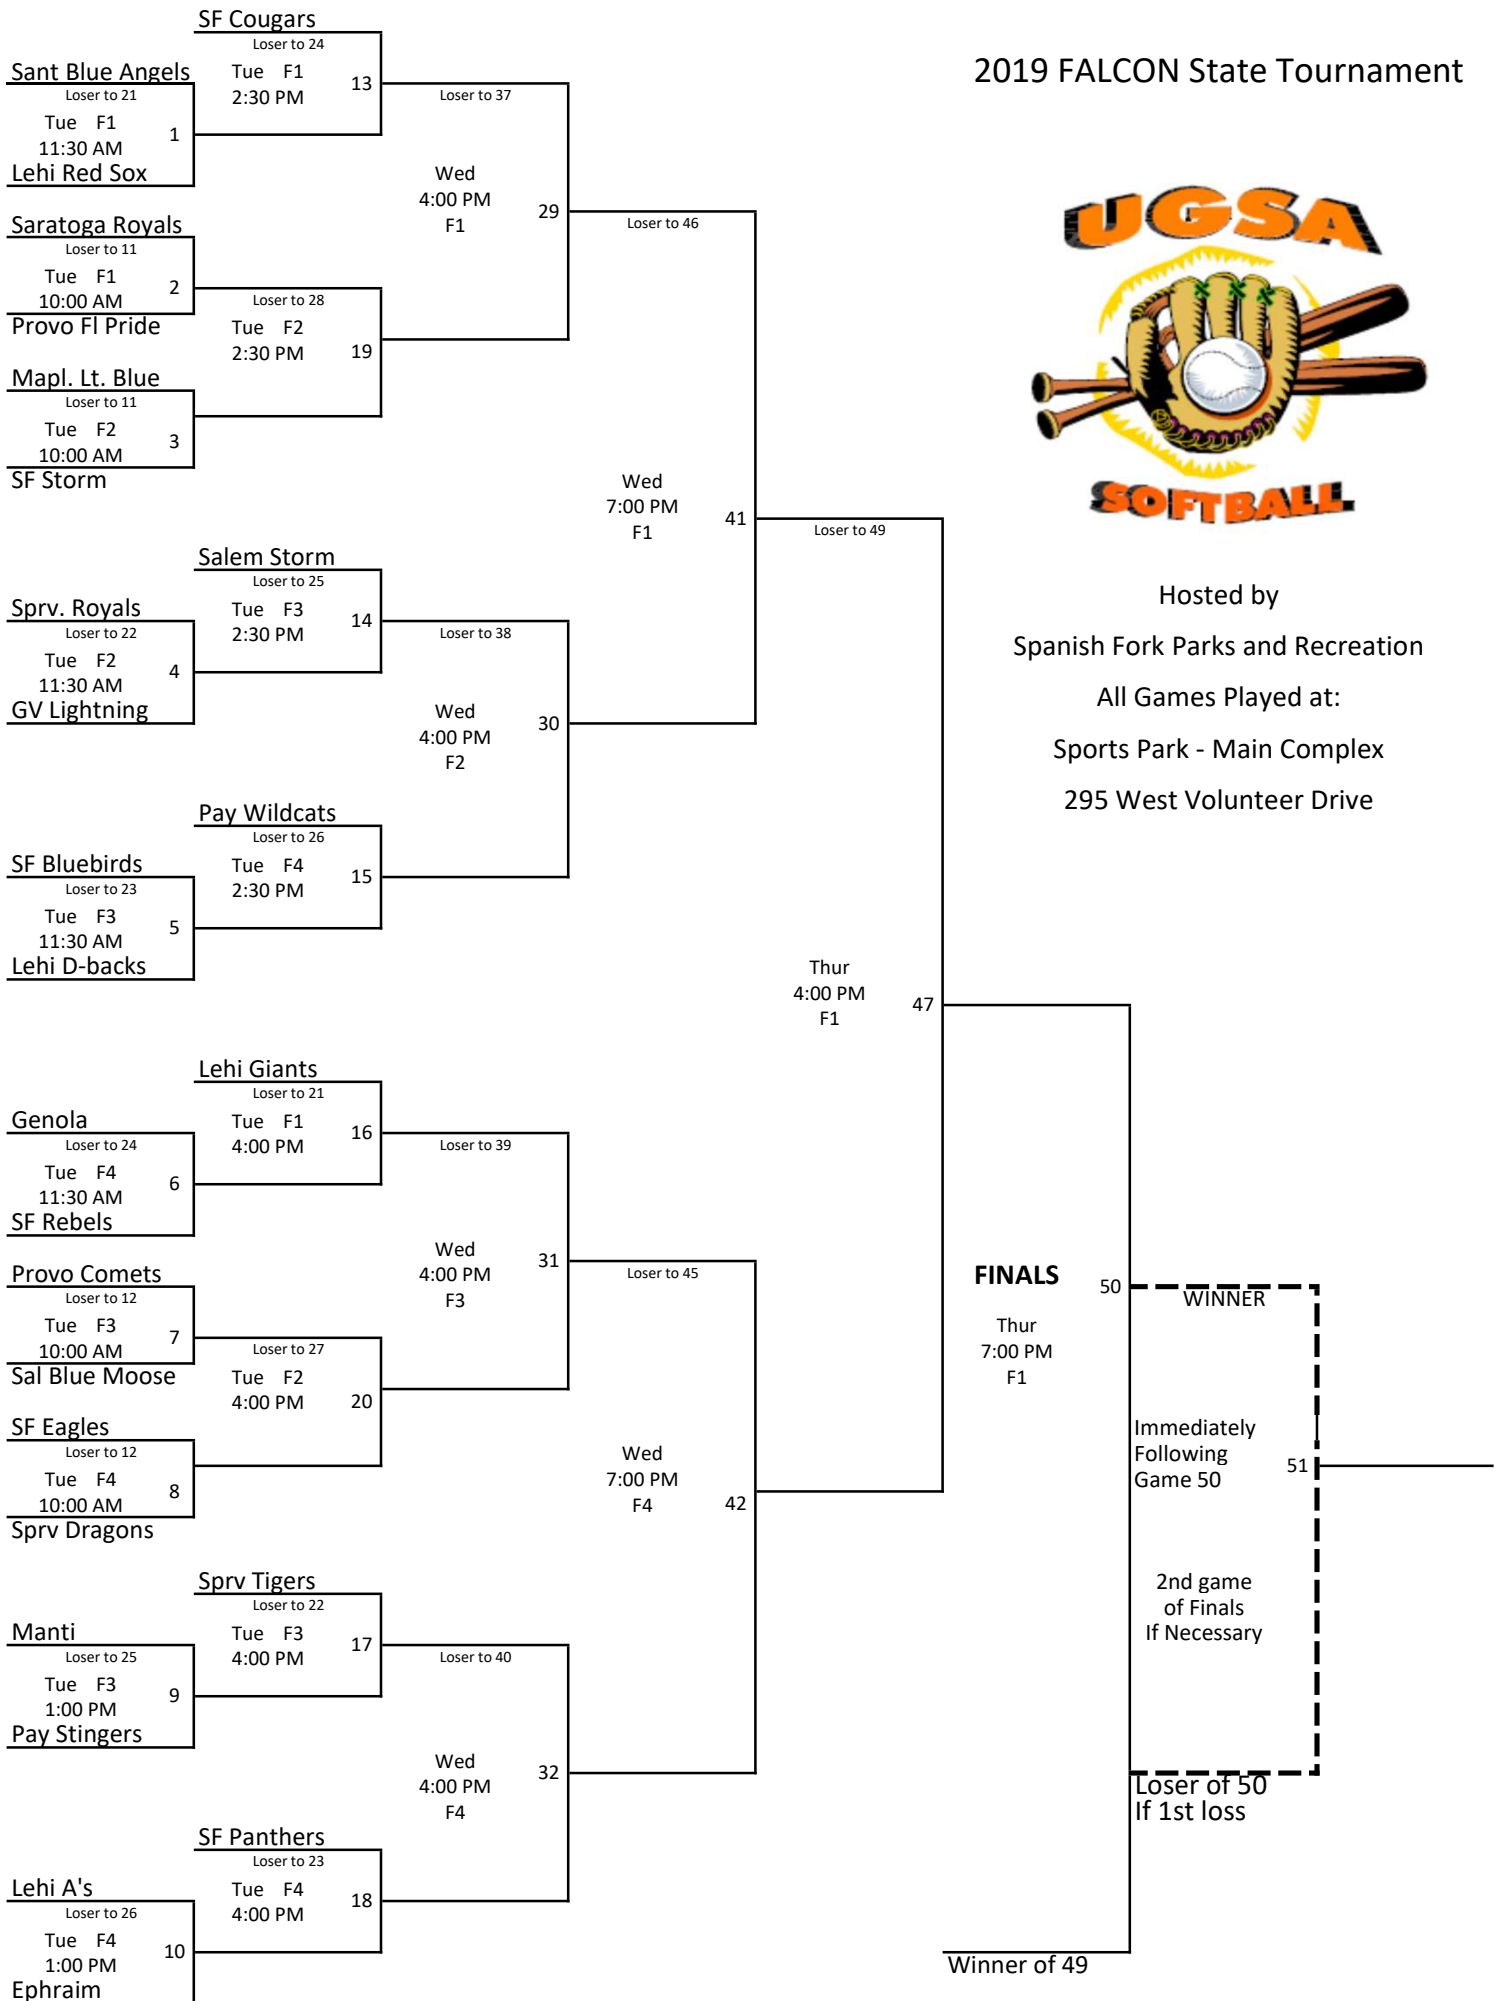 SF Cougars
Loser to 24
Tue F1
2:30 PM
13
Sant Blue Angels
Loser to 21
Tue F1
11:30 AM
1
Lehi Red Sox
Loser to 37
Wed
4:00 PM
F1
29
Saratoga Royals
Loser to 11
Tue F1
10:00 AM
2
Provo Fl Pride
Loser to 28
Tue F2
2:30 PM
19
Mapl. Lt. Blue
Loser to 11
Tue F2
10:00 AM
3
SF Storm
Loser to 46
Wed
7:00 PM
F1
41
Salem Storm
Loser to 25
Tue F3
2:30 PM
14
Sprv. Royals
Loser to 22
Tue F2
11:30 AM
4
GV Lightning
Loser to 38
Wed
4:00 PM
F2
30
Pay Wildcats
Loser to 26
Tue F4
2:30 PM
15
SF Bluebirds
Loser to 23
Tue F3
11:30 AM
5
Lehi D-backs
Loser to 49
Thur
4:00 PM
F1
47
Lehi Giants
Loser to 21
Tue F1
4:00 PM
16
Genola
Loser to 24
Tue F4
11:30 AM
6
SF Rebels
Loser to 39
Wed
4:00 PM
F3
31
Provo Comets
Loser to 12
Tue F3
10:00 AM
7
Sal Blue Moose
Loser to 27
Tue F2
4:00 PM
20
SF Eagles
Loser to 12
Tue F4
10:00 AM
8
Sprv Dragons
Loser to 45
Wed
7:00 PM
F4
42
Sprv Tigers
Loser to 22
Tue F3
4:00 PM
17
Manti
Loser to 25
Tue F3
1:00 PM
9
Pay Stingers
Loser to 40
Wed
4:00 PM
F4
32
SF Panthers
Loser to 23
Tue F4
4:00 PM
18
Lehi A's
Loser to 26
Tue F4
1:00 PM
10
Ephraim
2019 FALCON State Tournament
UGSA
SOFTBALL
Hosted by
Spanish Fork Parks and Recreation
All Games Played at:
Sports Park - Main Complex
295 West Volunteer Drive
FINALS
50
Thur
7:00 PM
F1
WINNER
Immediately
Following
Game 50
51
2nd game
of Finals
If Necessary
Loser of 50
If 1st loss
Winner of 49